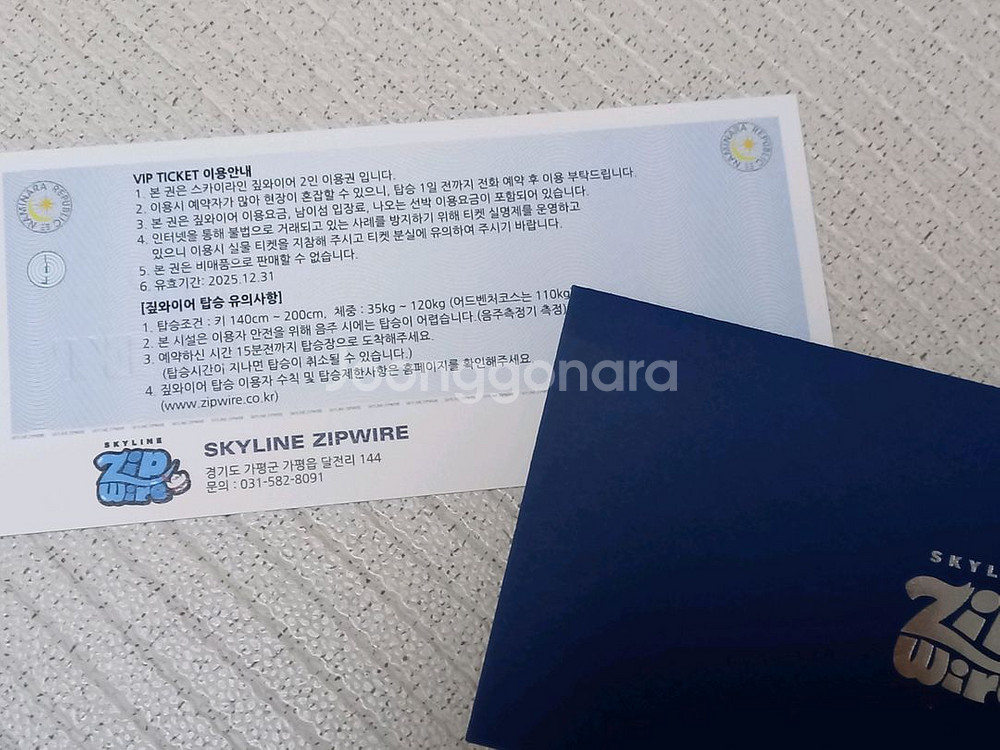 VIP TICKET 이용안내
1. 본 권은 스카이라인 짚와이어 2인 이용권 입니다.
2. 이용시 예약자가 많아 현장이 혼잡할 수 있으니, 탑승 1일 전까지 전화 예약 후 이용 부탁드립니다.
3. 본 권은 짚와이어 이용요금, 남이섬 입장료, 나오는 선박 이용요금이 포함되어 있습니다.
4. 인터넷을 통해 불법으로 거래되고 있는 사례를 방지하기 위해 티켓 실명제를 운영하고
있으니 이용시 실물 티켓을 지참해 주시고 티켓 분실에 유의하여 주시기 바랍니다.
5. 본 권은 비매품으로 판매할 수 없습니다.
6. 유효기간: 2025.12.31
[짚와이어 탑승 유의사항]
1. 탑승조건 : 키 140cm ~ 200cm, 체중 : 35kg ~ 120kg (어드벤처코스는 110kg
2. 본 시설은 이용자 안전을 위해 음주 시에는 탑승이 어렵습니다.(음주측정기 측정)
3. 예약하신 시간 15분전까지 탑승장으로 도착해주세요.
(탑승시간이 지나면 탑승이 취소될 수 있습니다.)
4. 짚와이어 탑승 이용자 수칙 및 탑승제한사항은 홈페이지를 확인해주세요
(www.zipwire.co.kr)
NAMINARA REPUBLIC
NAMINARA REPUBLIC
Joonggonara
SKYLINE
Zip
wire
SKYLINE ZIPWIRE
경기도 가평군 가평읍 달전리 144
문의 : 031-582-8091
SKYL
Zip
Wire